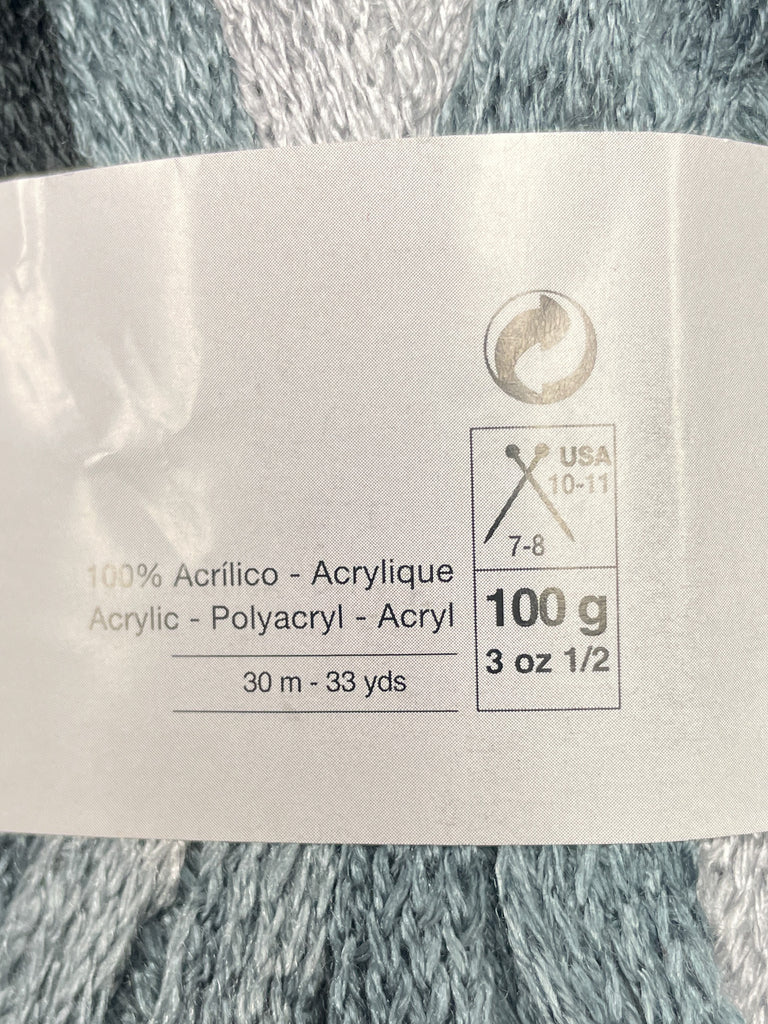 USA
10-11
7-8
100% Acrílico - Acrylique
Acrylic - Polyacryl - Acryl
30 m - 33 yds
100 g
3 oz 1/2